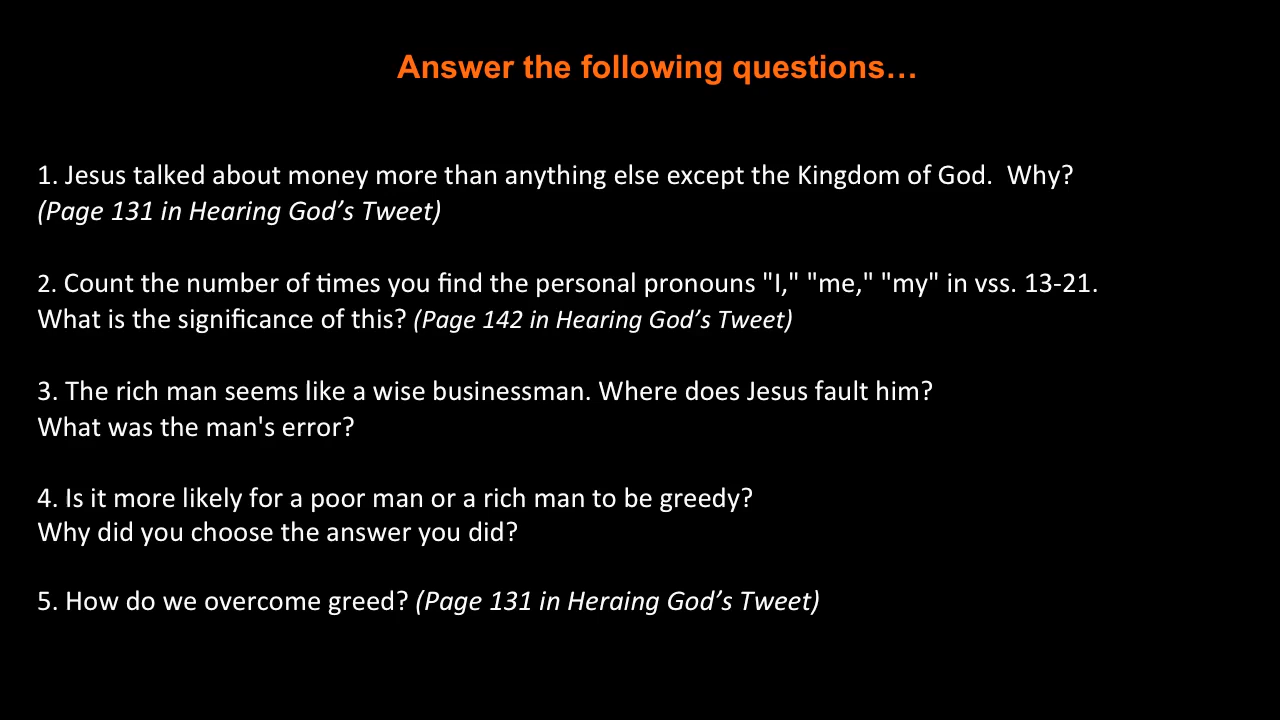 Answer the following questions…
1. Jesus talked about money more than anything else except the Kingdom of God.  Why?
(Page 131 in Hearing God’s Tweet)
2. Count the number of times you find the personal pronouns "I," "me," "my" in vss. 13-21.
What is the significance of this? (Page 142 in Hearing God’s Tweet)
3. The rich man seems like a wise businessman. Where does Jesus fault him?
What was the man's error?
4. Is it more likely for a poor man or a rich man to be greedy?
Why did you choose the answer you did?
5. How do we overcome greed? (Page 131 in Heraing God’s Tweet)